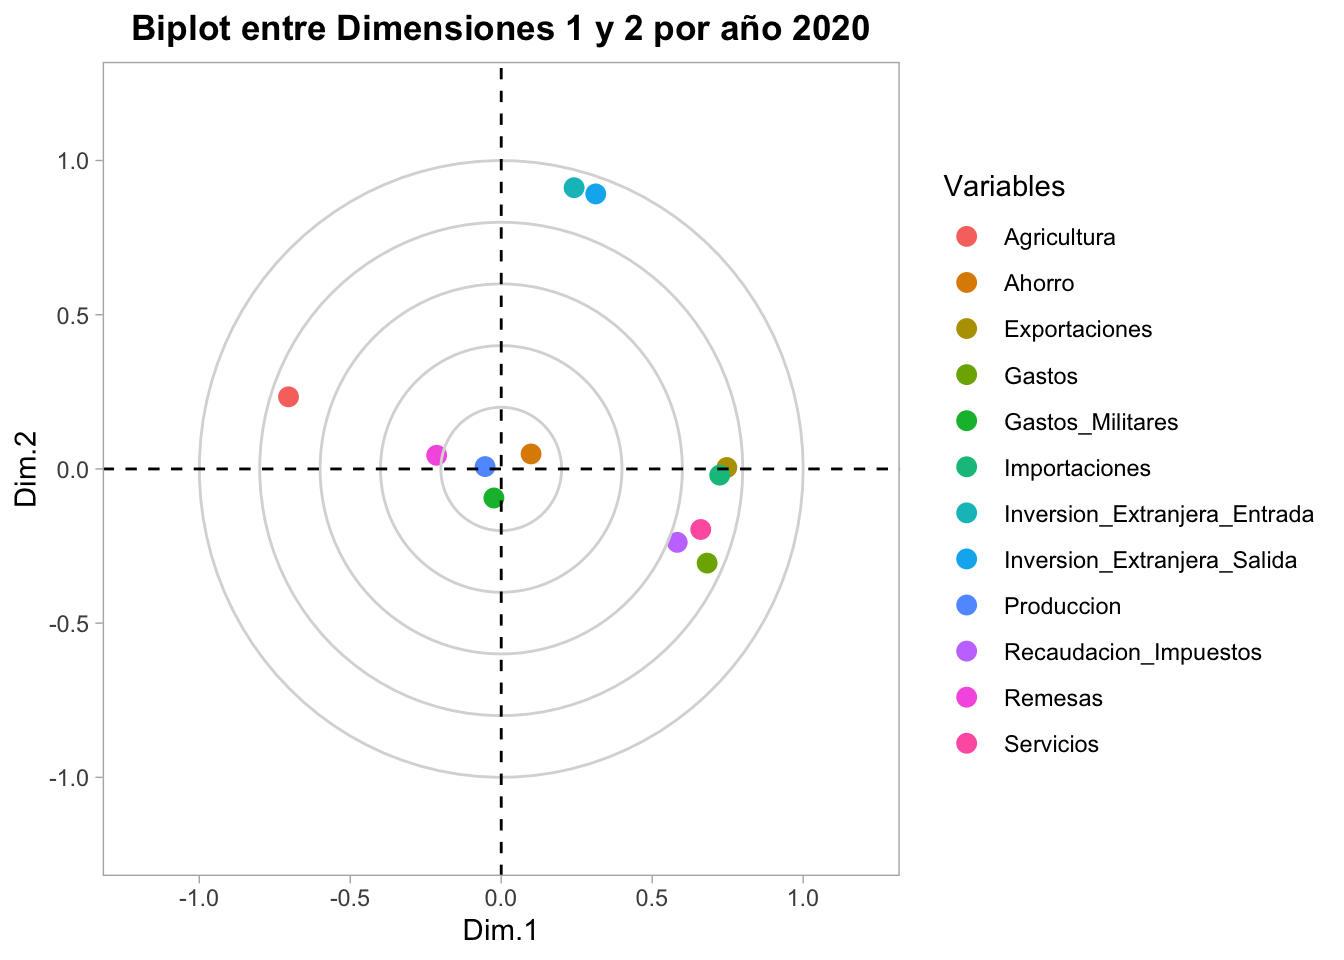 Biplot entre Dimensiones 1 y 2 por año 2020
1.0
0.5
0.0
-0.5
-1.0
Dim.2
-1.0 -0.5 0.0 0.5 1.0
Dim.1
Variables
Agricultura
Ahorro
Exportaciones
Gastos
Gastos_Militares
Importaciones
Inversion_Extranjera_Entrada
Inversion_Extranjera_Salida
Produccion
Recaudacion_Impuestos
Remesas
Servicios